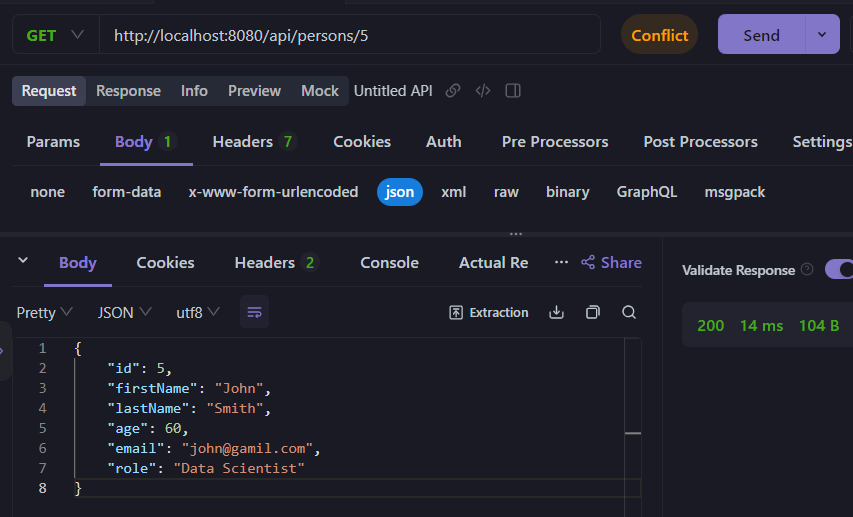 GET http://localhost:8080/api/persons/5 Conflict Send
Request Response Info Preview Mock Untitled API
Params Body 1 Headers 7 Cookies Auth Pre Processors Post Processors Settings
none form-data x-www-form-urlencoded json xml raw binary GraphQL msgpack
Body Cookies Headers 2 Console Actual Re ··· Share
Validate Response
Pretty JSON utf8 Extraction
200 14 ms 104 B
1 {
2 "id": 5,
3 "firstName": "John",
4 "lastName": "Smith",
5 "age": 60,
6 "email": "john@gamil.com",
7 "role": "Data Scientist"
8 }